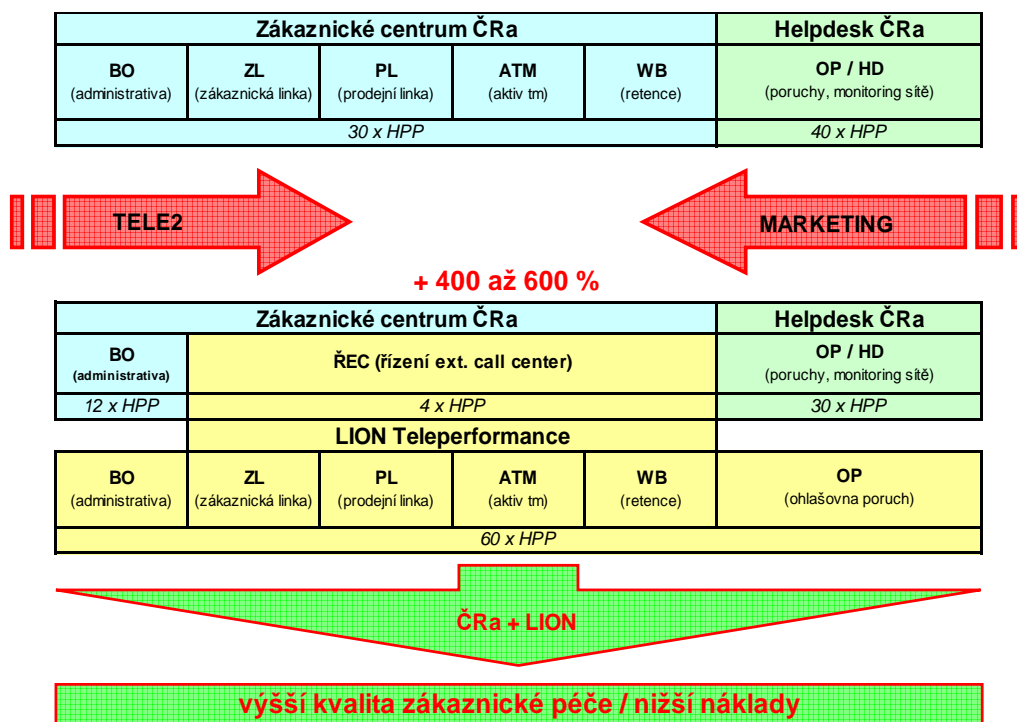 Zákaznické centrum ČRa Helpdesk ČRa
BO ZL PL ATM WB OP / HD
(administrativa) (zákaznická linka) (prodejní linka) (aktiv tm) (retence) (poruchy, monitoring sítě)
30 x HPP 40 x HPP
TELE2 MARKETING
+ 400 až 600 %
Zákaznické centrum ČRa Helpdesk ČRa
BO ŘEC (řízení ext. call center) OP / HD
(administrativa) (poruchy, monitoring sítě)
12 x HPP 4 x HPP 30 x HPP
LION Teleperformance
BO ZL PL ATM WB OP
(administrativa) (zákaznická linka) (prodejní linka) (aktiv tm) (retence) (ohlašovna poruch)
60 x HPP
ČRa + LION
výšší kvalita zákaznické péče / nižší náklady